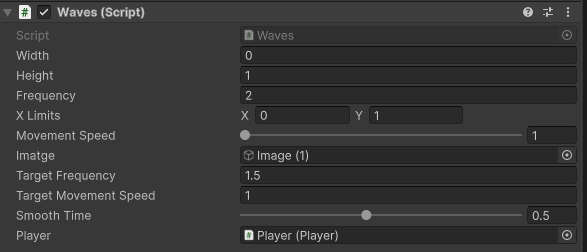 Waves (Script)
Script Waves
Width 0
Height 1
Frequency 2
X Limits X 0 Y 1
Movement Speed 1
Imatge Image (1)
Target Frequency 1.5
Target Movement Speed 1
Smooth Time 0.5
Player Player (Player)